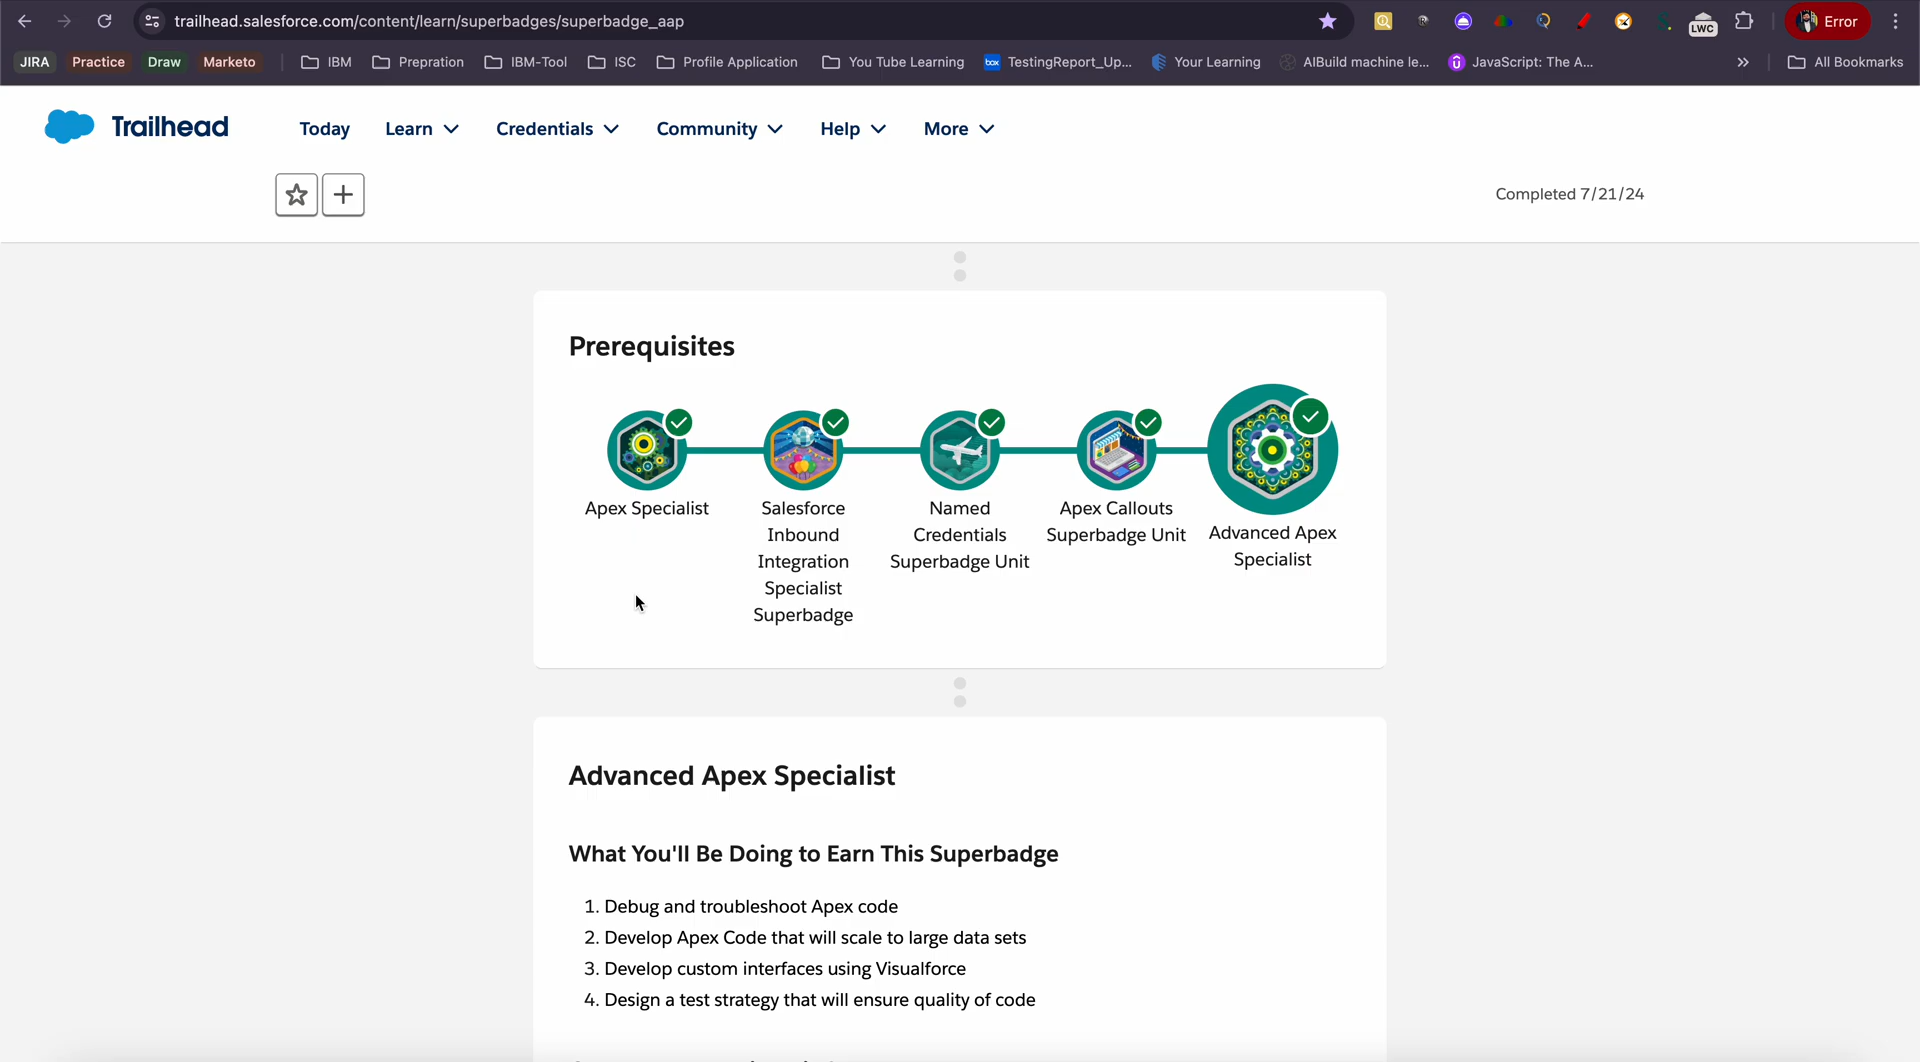 trailhead.salesforce.com/content/learn/superbadges/superbadge_aap
LWC
Error
JIRA Practice Draw Marketo IBM Prepration IBM-Tool ISC Profile Application You Tube Learning box TestingReport_Up... Your Learning AIBuild machine le... JavaScript: The A... » All Bookmarks
Trailhead Today Learn Credentials Community Help More
Completed 7/21/24
Prerequisites
Apex Specialist
Salesforce
Inbound
Integration
Specialist
Superbadge
Named
Credentials
Superbadge Unit
Apex Callouts
Superbadge Unit
Advanced Apex
Specialist
Advanced Apex Specialist
What You'll Be Doing to Earn This Superbadge
1. Debug and troubleshoot Apex code
2. Develop Apex Code that will scale to large data sets
3. Develop custom interfaces using Visualforce
4. Design a test strategy that will ensure quality of code